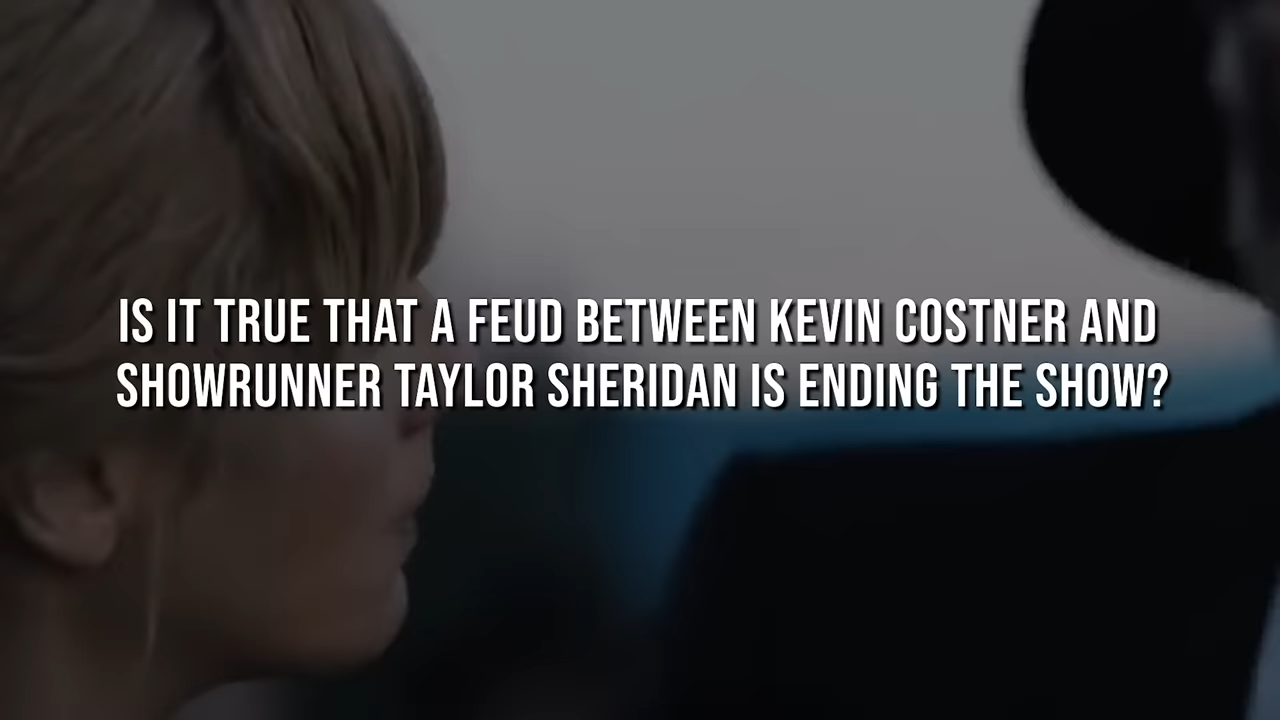 IS IT TRUE THAT A FEUD BETWEEN KEVIN COSTNER AND
SHOWRUNNER TAYLOR SHERIDAN IS ENDING THE SHOW?